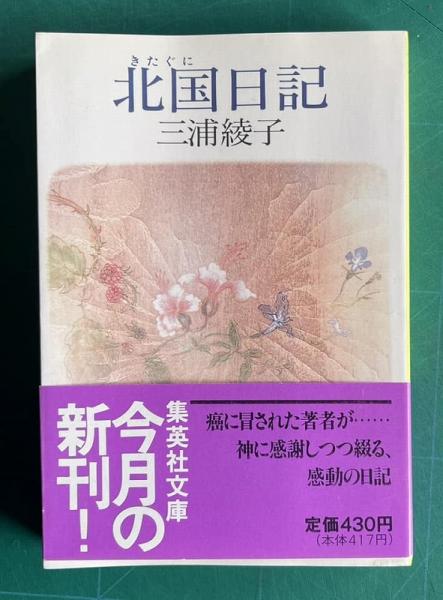 きたぐに
北国日記
三浦綾子
集英社文庫
今月の
新刊!
癌に冒された著者が……
神に感謝しつつ綴る、
感動の日記
定価430円
(本体417円)